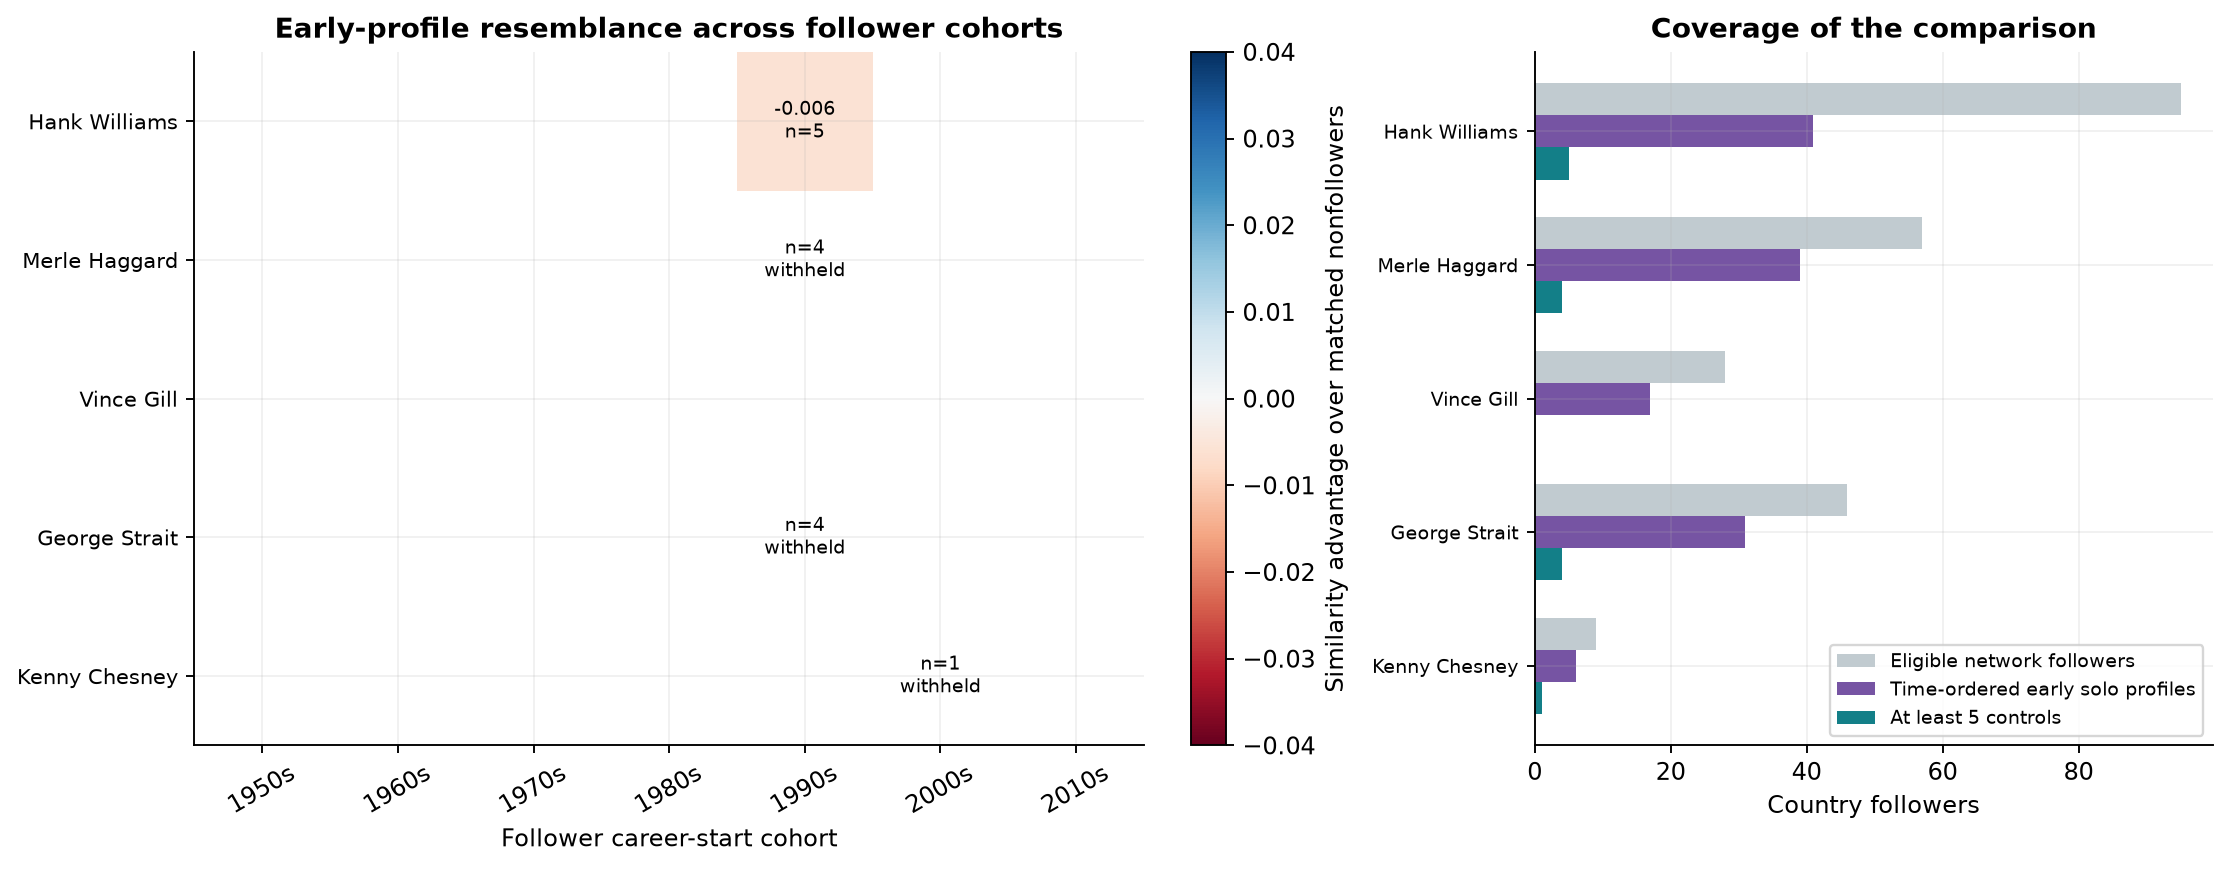 Early-profile resemblance across follower cohorts
Hank Williams
Merle Haggard
Vince Gill
George Strait
Kenny Chesney
-0.006
n=5
n=4
withheld
n=4
withheld
n=1
withheld
1950s
1960s
1970s
1980s
1990s
2000s
2010s
Follower career-start cohort
0.04
0.03
0.02
0.01
0.00
−0.01
−0.02
−0.03
−0.04
Similarity advantage over matched nonfollowers
Coverage of the comparison
Hank Williams
Merle Haggard
Vince Gill
George Strait
Kenny Chesney
Eligible network followers
Time-ordered early solo profiles
At least 5 controls
0
20
40
60
80
Country followers